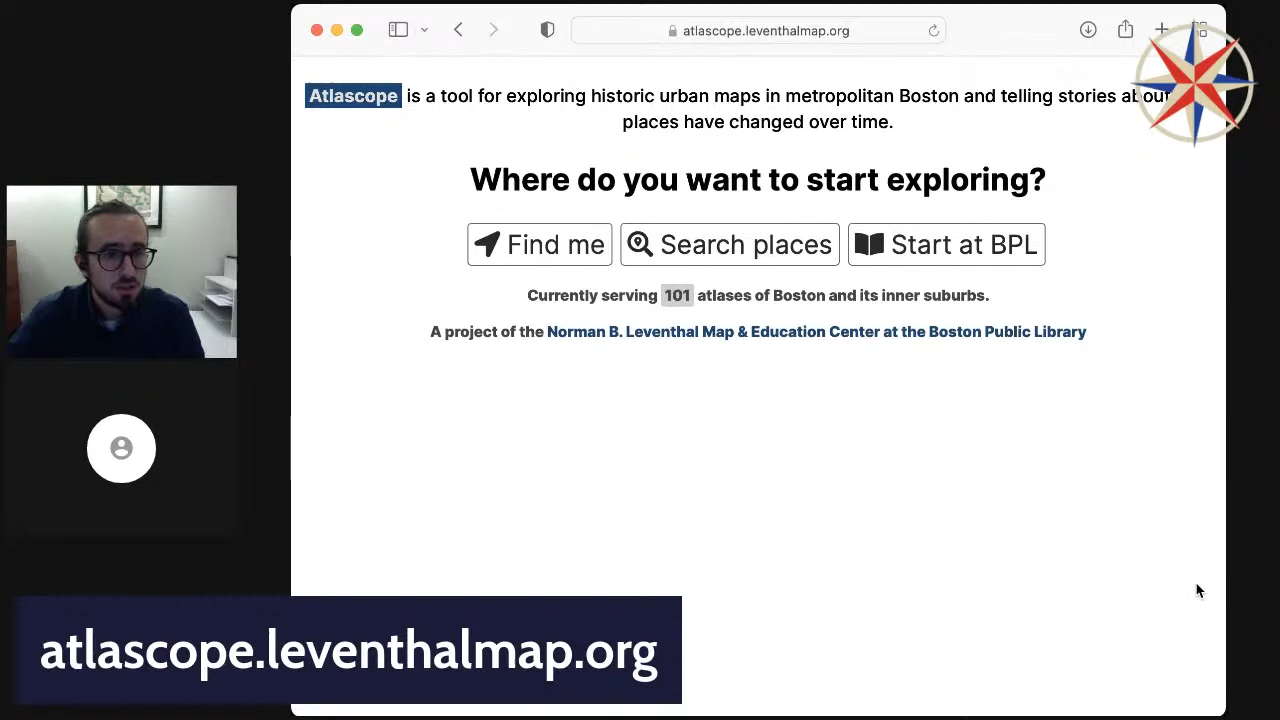 atlascope.leventhalmap.org
Atlascope is a tool for exploring historic urban maps in metropolitan Boston and telling stories about
places have changed over time.
Where do you want to start exploring?
Find me
Search places
Start at BPL
Currently serving 101 atlases of Boston and its inner suburbs.
A project of the Norman B. Leventhal Map & Education Center at the Boston Public Library
atlascope.leventhalmap.org